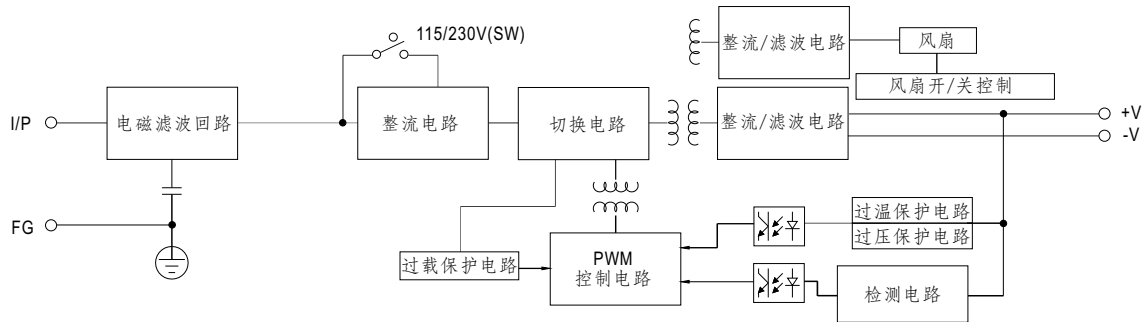 115/230V(SW)
整流/滤波电路
风扇
风扇开/关控制
I/P
电磁滤波回路
整流电路
切换电路
整流/滤波电路
+V
-V
FG
过载保护电路
PWM
控制电路
过温保护电路
过压保护电路
检测电路